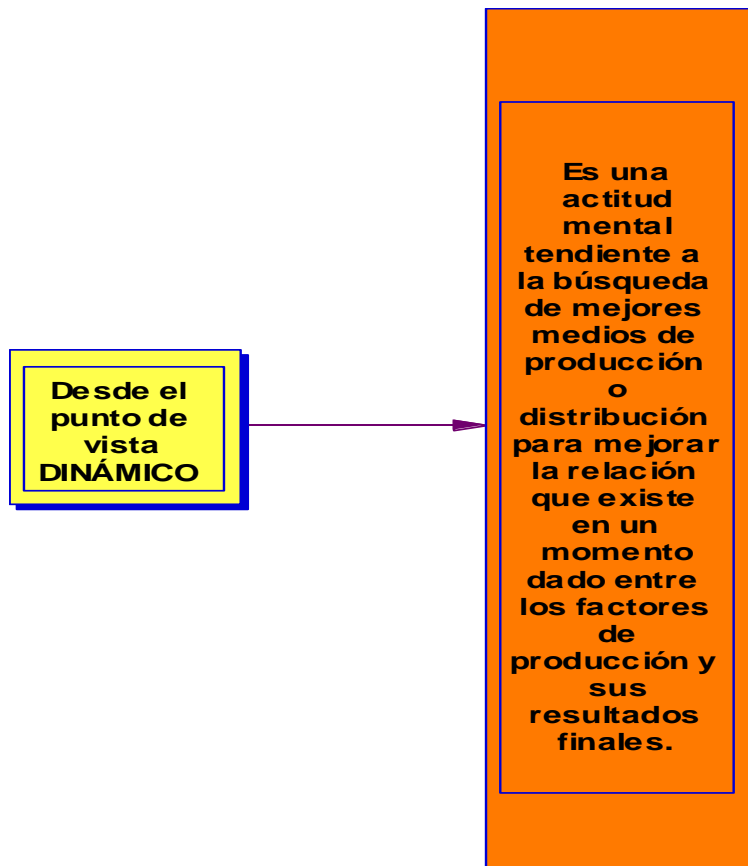 Desde el
punto de
vista
DINÁMICO
Es una
actitud
mental
tendiente a
la búsqueda
de mejores
medios de
producción
o
distribución
para mejorar
la relación
que existe
en un
momento
dado entre
los factores
de
producción y
sus
resultados
finales.